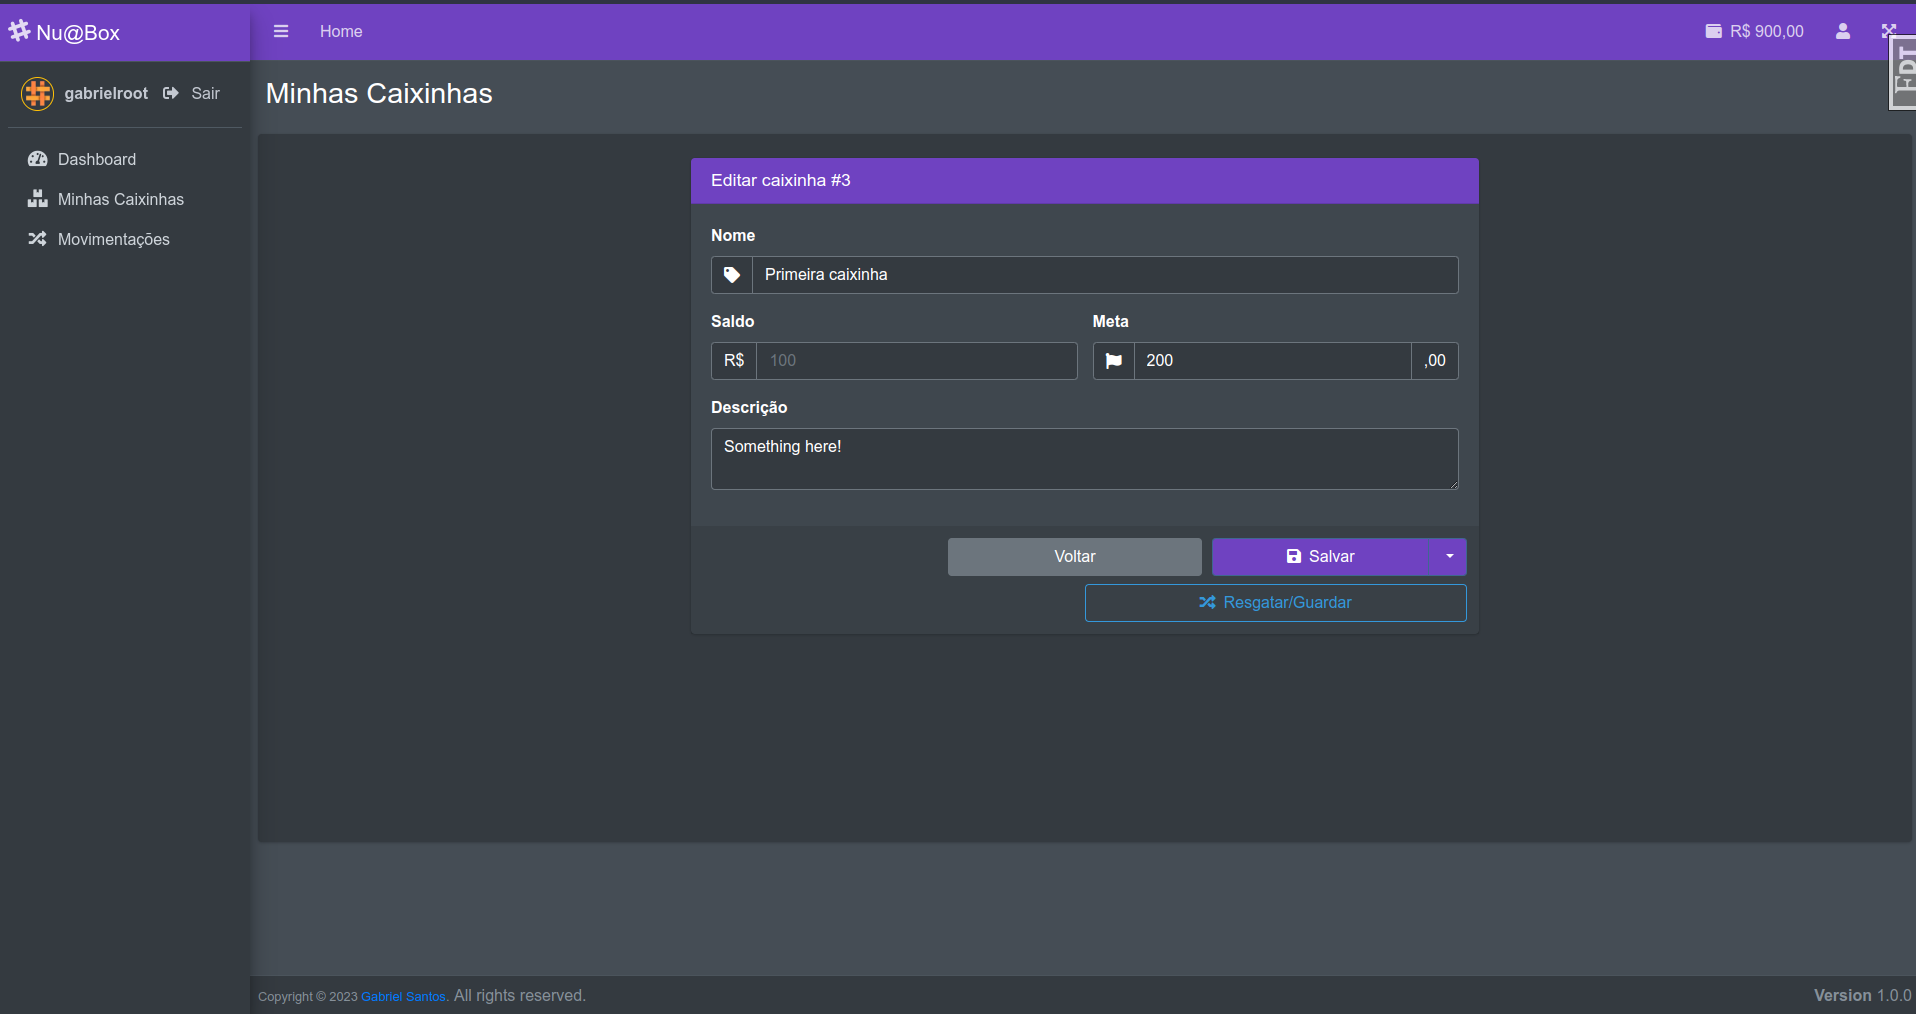 Nu@Box
Home
R$ 900,00
gabrielroot Sair
Dashboard
Minhas Caixinhas
Movimentações
Minhas Caixinhas
Editar caixinha #3
Nome
Primeira caixinha
Saldo
Meta
R$ 100
200 ,00
Descrição
Something here!
Voltar
Salvar
Resgatar/Guardar
Copyright © 2023 Gabriel Santos. All rights reserved.
Version 1.0.0